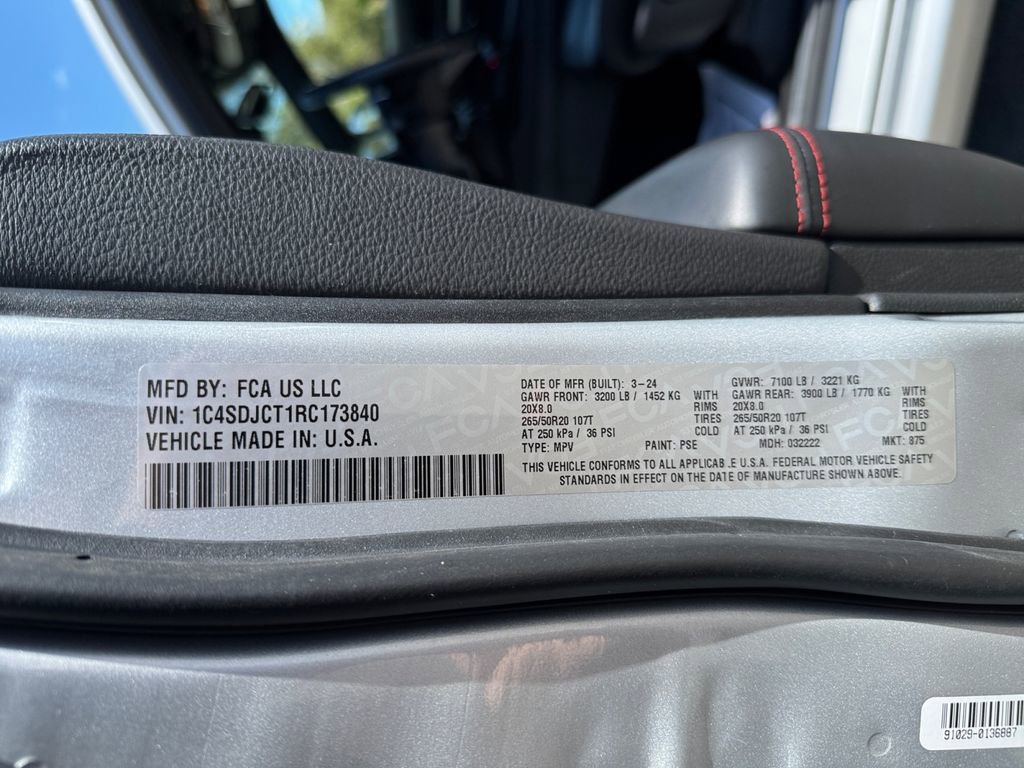 MFD BY: FCA US LLC
VIN: 1C4SDJCT1RC173840
VEHICLE MADE IN: U.S.A.
DATE OF MFR (BUILT): 3-24
GAWR FRONT: 3200 LB / 1452 KG
WITH
20X8.0
RIMS
265/50R20 107T
TIRES
AT 250 kPa / 36 PSI
COLD
TYPE: MPV
PAINT: PSE
GVWR: 7100 LB / 3221 KG
GAWR REAR: 3900 LB / 1770 KG
WITH
20X8.0
RIMS
265/50R20 107T
TIRES
AT 250 kPa / 36 PSI
COLD
MDH: 032222
MKT: 875
THIS VEHICLE CONFORMS TO ALL APPLICAB .E U.S.A. FEDERAL MOTOR VEHICLE SAFETY
STANDARDS IN EFFECT ON THE DATE OF MANUFACTURE SHOWN ABOVE.
91029-0136887